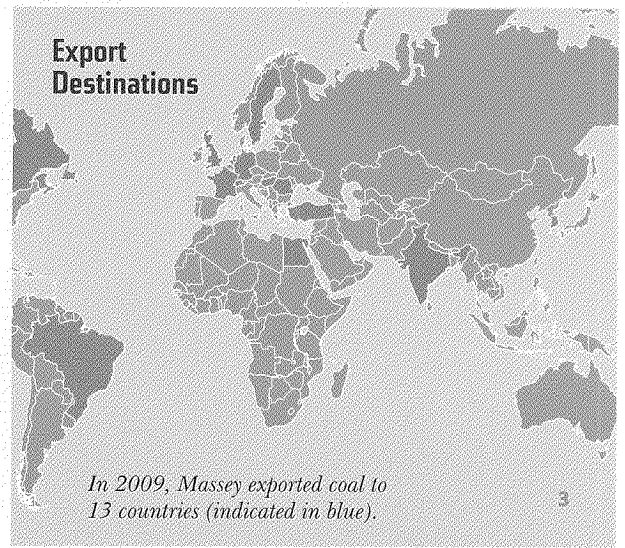 Export
Destinations
In 2009, Massey exported coal to
13 countries (indicated in blue).
3